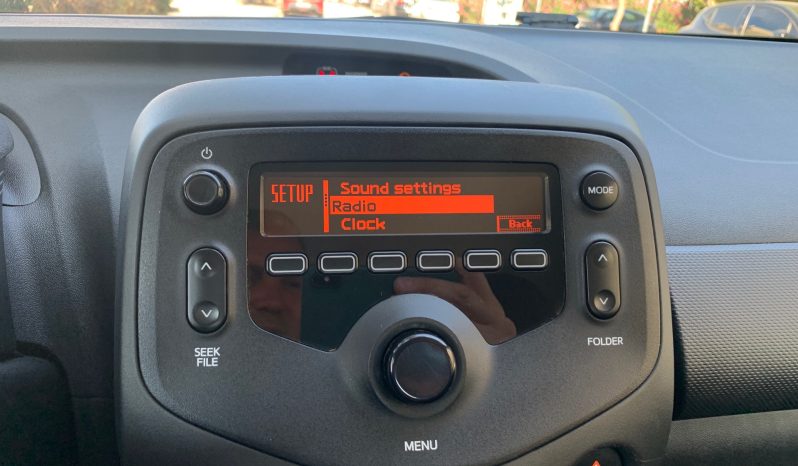 SETUP
Sound settings
Radio
Clock
Back
MODE
SEEK
FILE
FOLDER
MENU